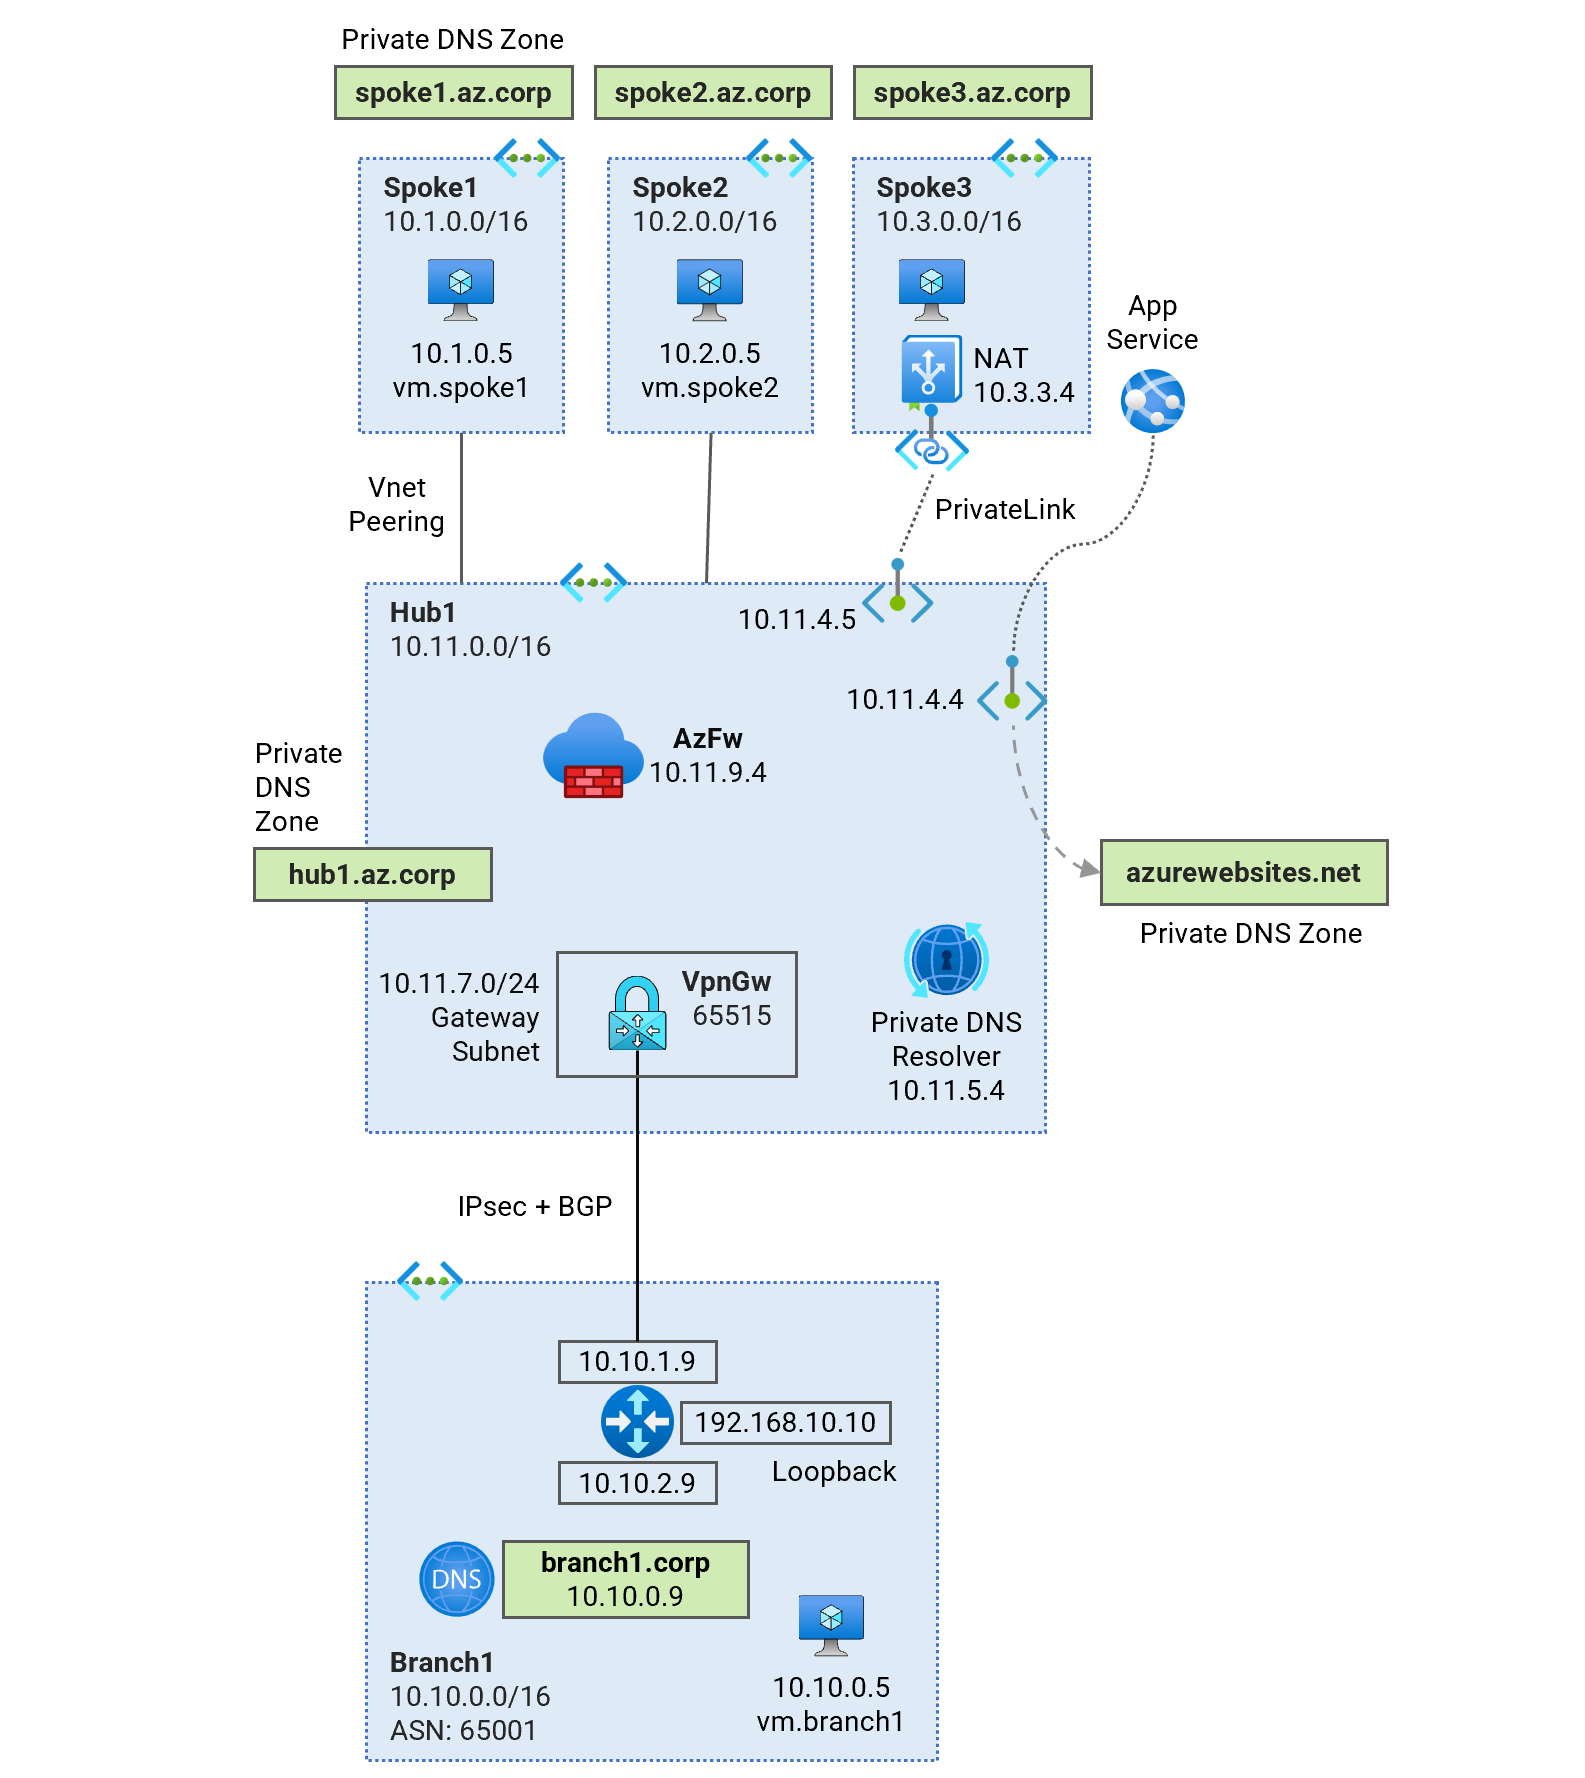 Private DNS Zone
spoke1.az.corp
spoke2.az.corp
spoke3.az.corp
Spoke1
10.1.0.0/16
10.1.0.5
vm.spoke1
Spoke2
10.2.0.0/16
10.2.0.5
vm.spoke2
Spoke3
10.3.0.0/16
NAT
10.3.3.4
App
Service
Vnet
Peering
PrivateLink
Hub1
10.11.0.0/16
10.11.4.5
10.11.4.4
AzFw
10.11.9.4
Private
DNS
Zone
hub1.az.corp
azurewebsites.net
Private DNS Zone
10.11.7.0/24
Gateway
Subnet
VpnGw
65515
Private DNS
Resolver
10.11.5.4
IPsec + BGP
10.10.1.9
192.168.10.10
Loopback
10.10.2.9
DNS
branch1.corp
10.10.0.9
Branch1
10.10.0.0/16
ASN: 65001
10.10.0.5
vm.branch1